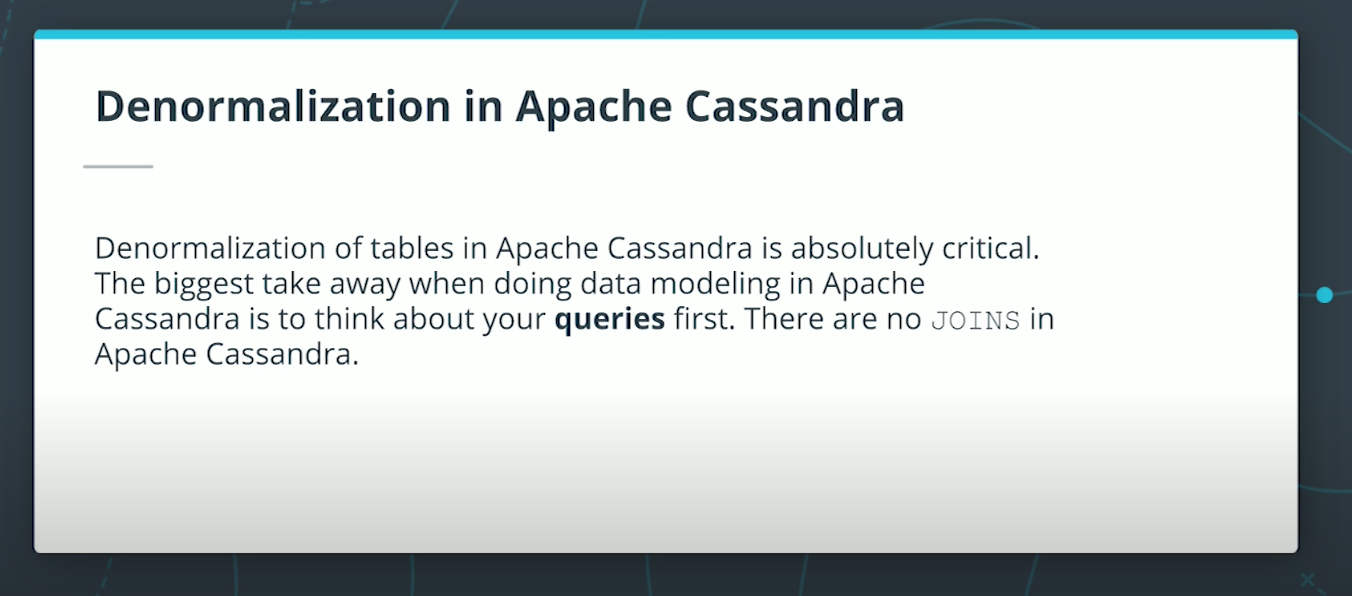 Denormalization in Apache Cassandra
Denormalization of tables in Apache Cassandra is absolutely critical.
The biggest take away when doing data modeling in Apache
Cassandra is to think about your queries first. There are no JOINS in
Apache Cassandra.